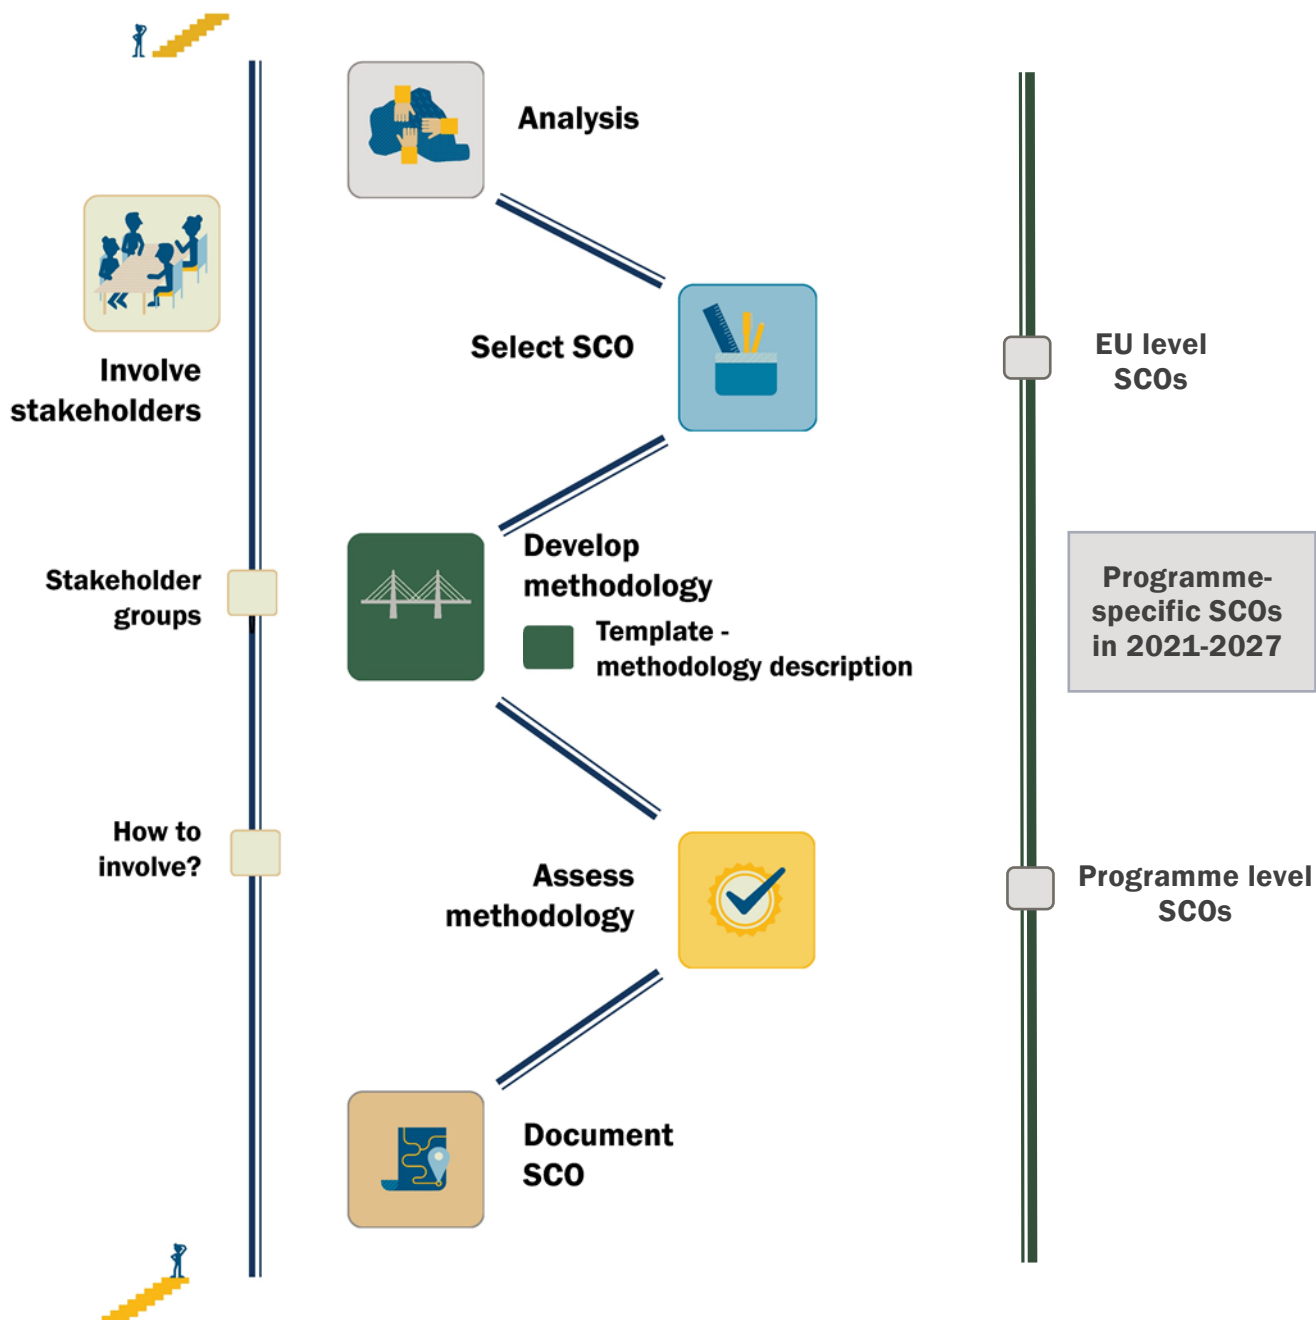 Analysis
Select SCO
Involve
stakeholders
EU level
SCOs
Stakeholder
groups
Develop
methodology
Template -
methodology description
Programme-
specific SCOs
in 2021-2027
How to
involve?
Assess
methodology
Programme level
SCOs
Document
SCO